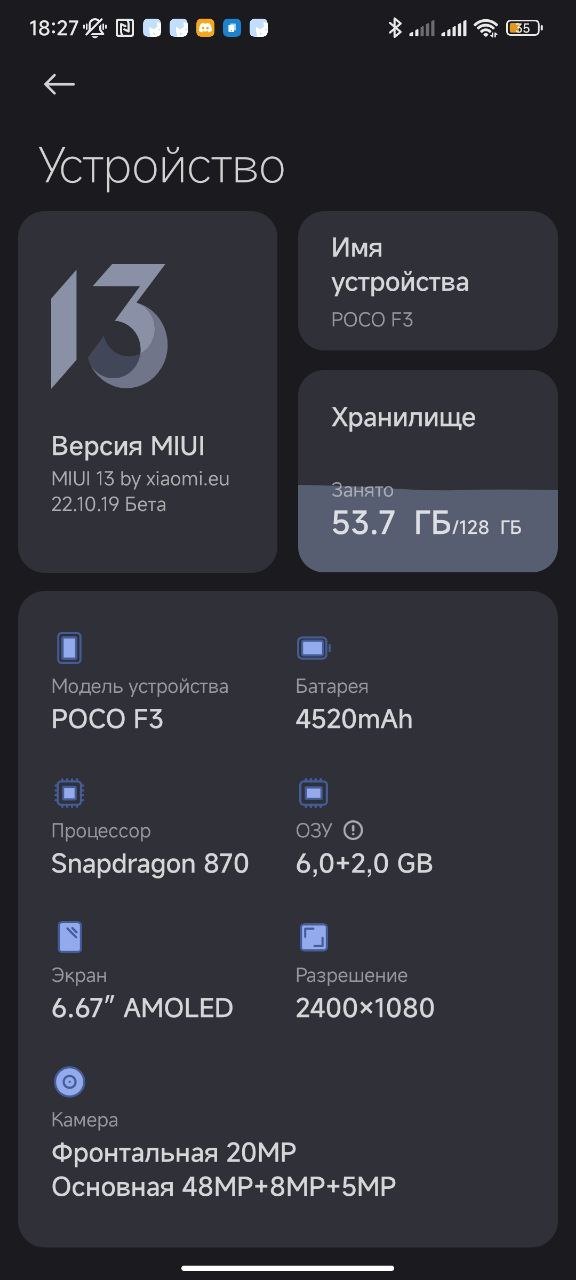 18:27
35
Устройство
13
Версия MIUI
MIUI 13 by xiaomi.eu
22.10.19 Бета
Имя
устройства
POCO F3
Хранилище
Занято
53.7 ГБ/128 ГБ
Модель устройства
POCO F3
Батарея
4520mAh
Процессор
Snapdragon 870
ОЗУ
6,0+2,0 GB
Экран
6.67″ AMOLED
Разрешение
2400×1080
Камера
Фронтальная 20MP
Основная 48MP+8MP+5MP